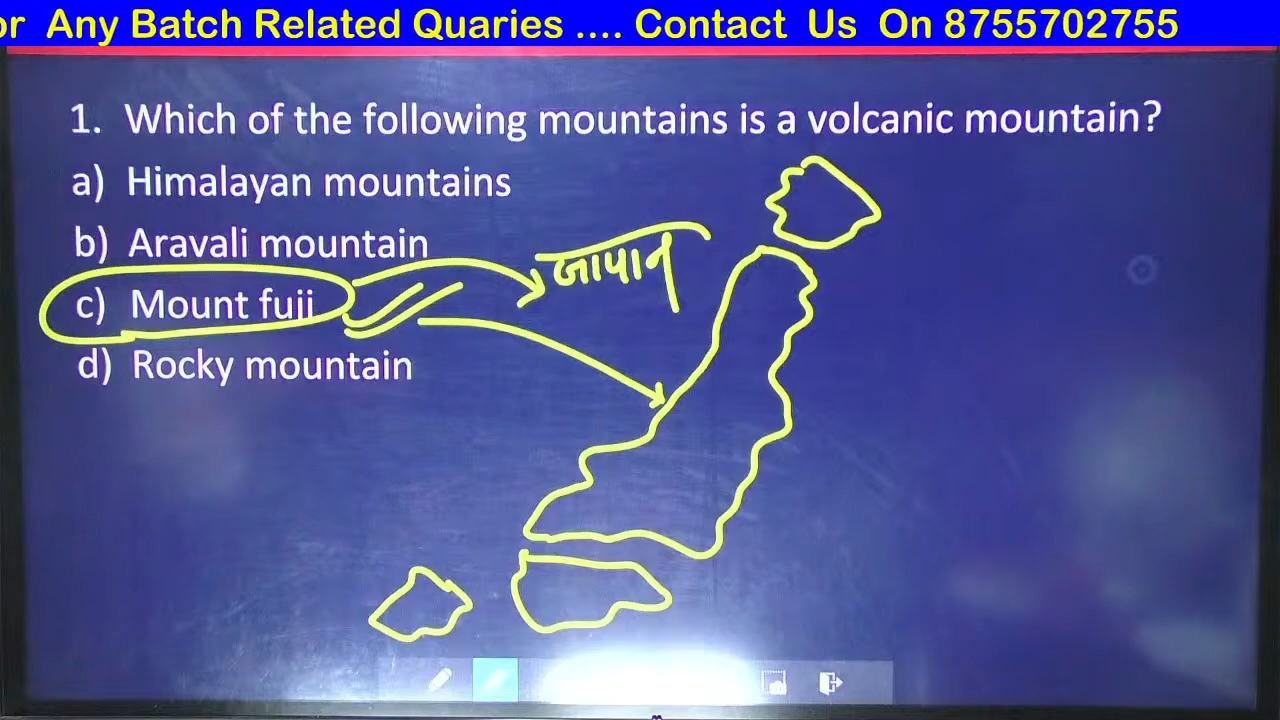 or Any Batch Related Quaries .... Contact Us On 8755702755
1. Which of the following mountains is a volcanic mountain?
a) Himalayan mountains
b) Aravali mountain
c) Mount fuji
जापान
d) Rocky mountain